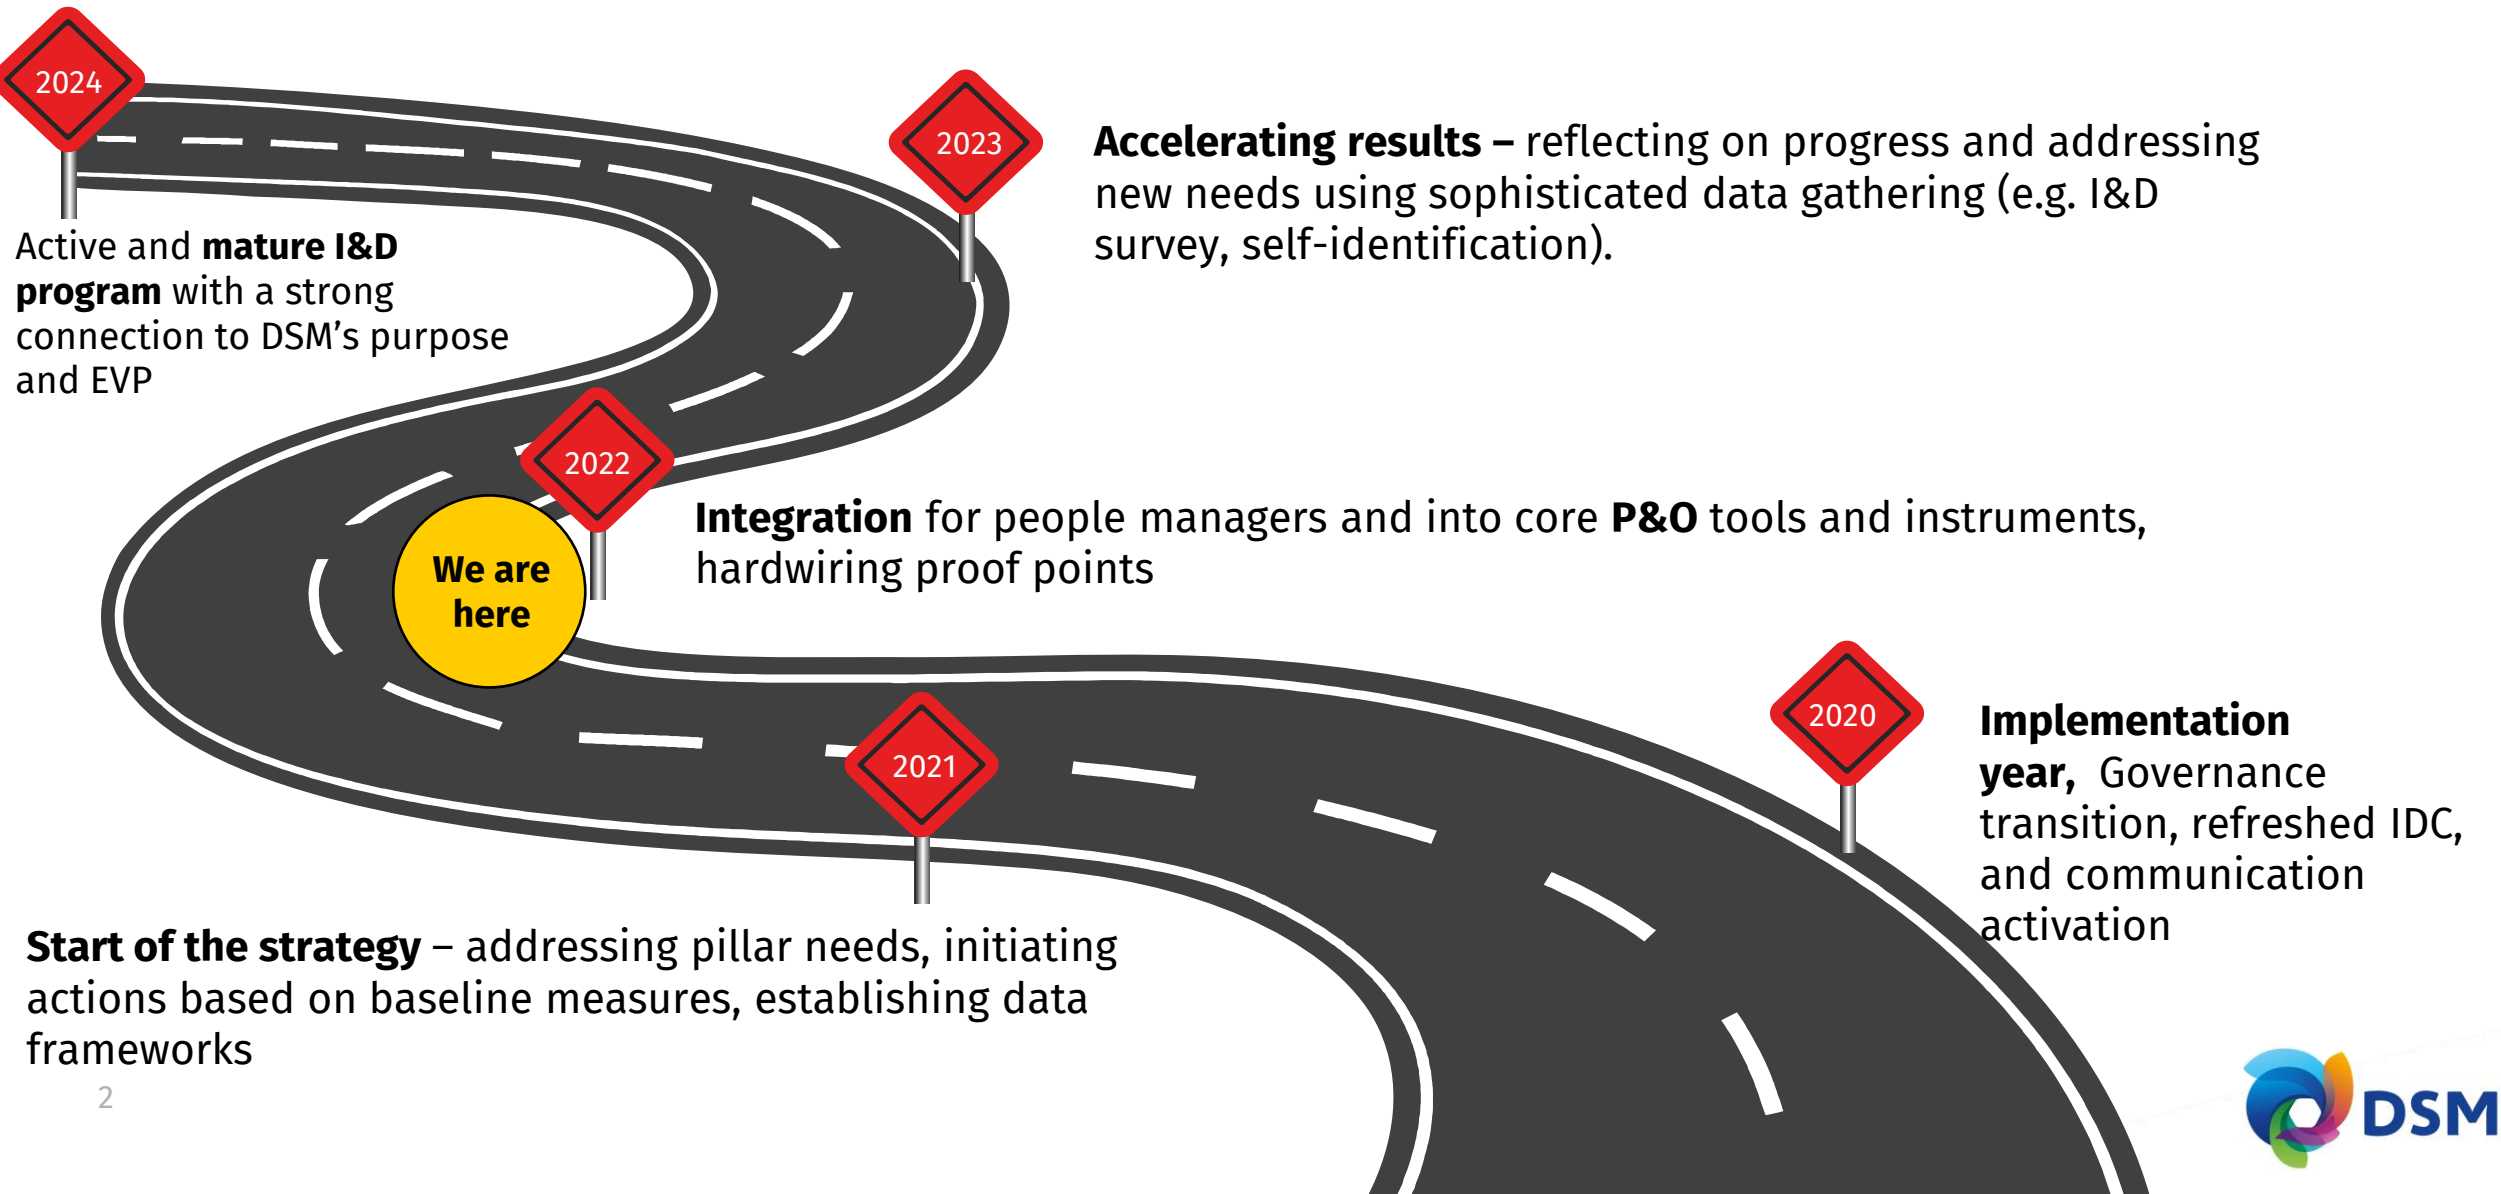 2024
2023
Accelerating results – reflecting on progress and addressing
new needs using sophisticated data gathering (e.g. I&D
survey, self-identification).
Active and mature I&D
program with a strong
connection to DSM’s purpose
and EVP
2022
Integration for people managers and into core P&O tools and instruments,
hardwiring proof points
We are
here
2020
Implementation
year, Governance
transition, refreshed IDC,
and communication
activation
2021
Start of the strategy – addressing pillar needs, initiating
actions based on baseline measures, establishing data
frameworks
2
DSM